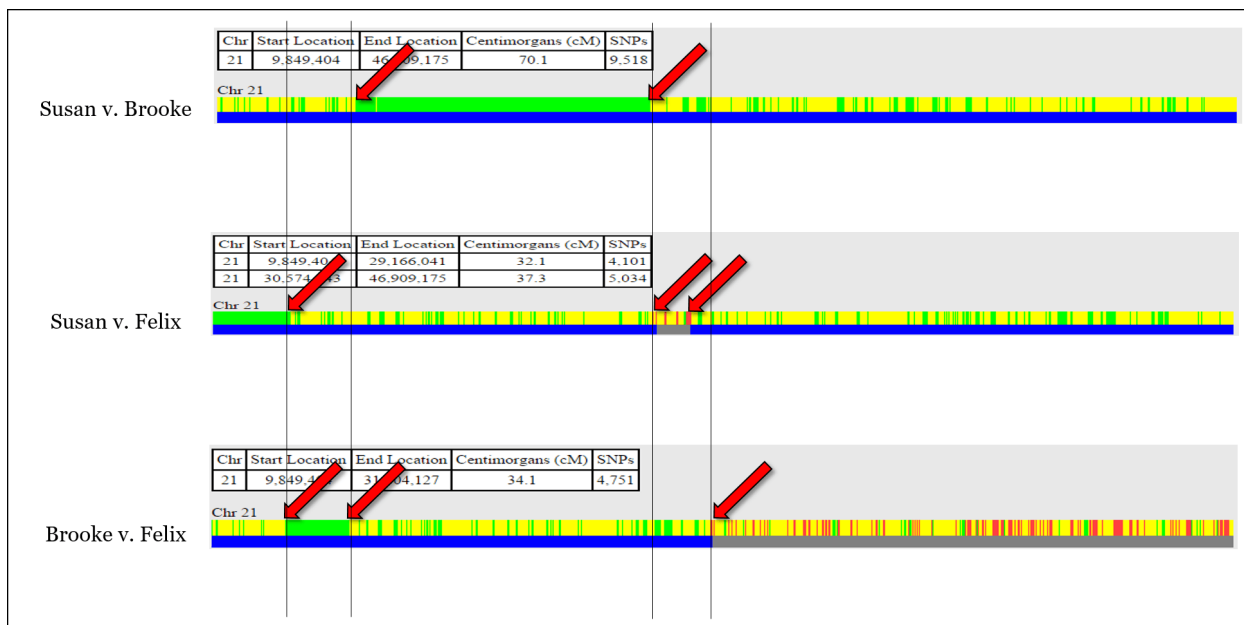 Chr Start Location End Location Centimorgans (cM) SNPs
21 9,849,404 70.1 9,518
Chr 21
Susan v. Brooke
Chr Start Location End Location Centimorgans (cM) SNPs
21 29,166,041 32.1 4,101
21 46,909,175 37.3 5,034
Chr 21
Susan v. Felix
Chr Start Location End Location Centimorgans (cM) SNPs
21 34.1 4,751
Chr 21
Brooke v. Felix